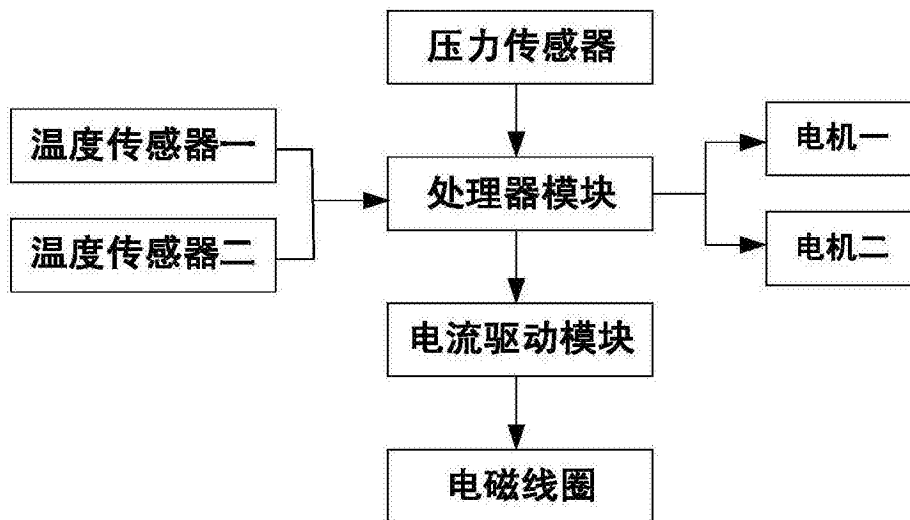 压力传感器
温度传感器一
电机一
处理器模块
温度传感器二
电机二
电流驱动模块
电磁线圈